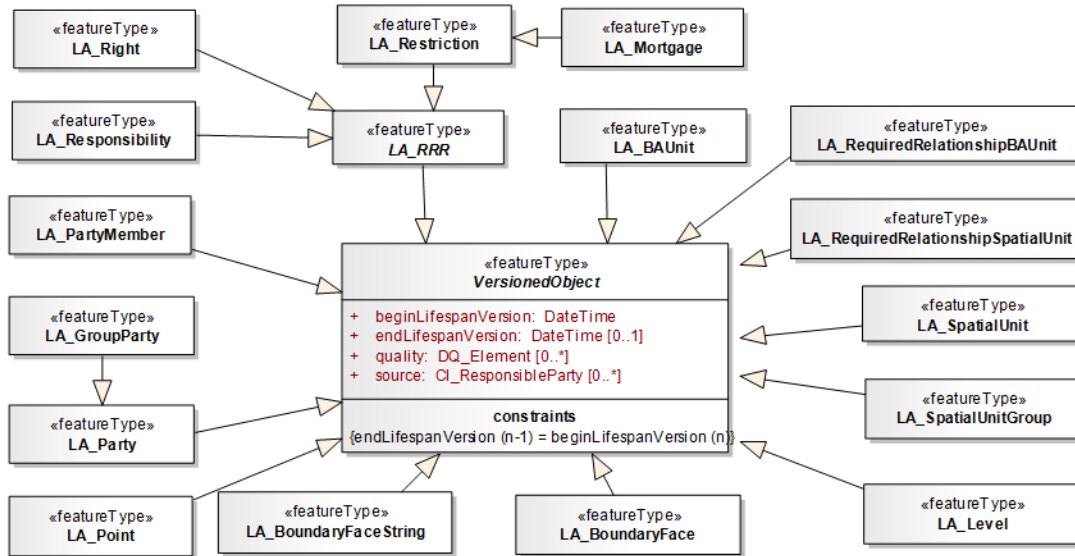 «featureType»
LA_Right
«featureType»
LA_Restriction
«featureType»
LA_Mortgage
«featureType»
LA_Responsibility
«featureType»
LA_RRR
«featureType»
LA_BAUnit
«featureType»
LA_RequiredRelationshipBAUnit
«featureType»
LA_PartyMember
«featureType»
LA_RequiredRelationshipSpatialUnit
«featureType»
VersionedObject
+ beginLifespanVersion: DateTime
+ endLifespanVersion: DateTime [0..1]
+ quality: DQ_Element [0..*]
+ source: CI_ResponsibleParty [0..*]
constraints
{endLifespanVersion (n-1) = beginLifespanVersion (n)}
«featureType»
LA_GroupParty
«featureType»
LA_SpatialUnit
«featureType»
LA_Party
«featureType»
LA_SpatialUnitGroup
«featureType»
LA_Point
«featureType»
LA_BoundaryFaceString
«featureType»
LA_BoundaryFace
«featureType»
LA_Level